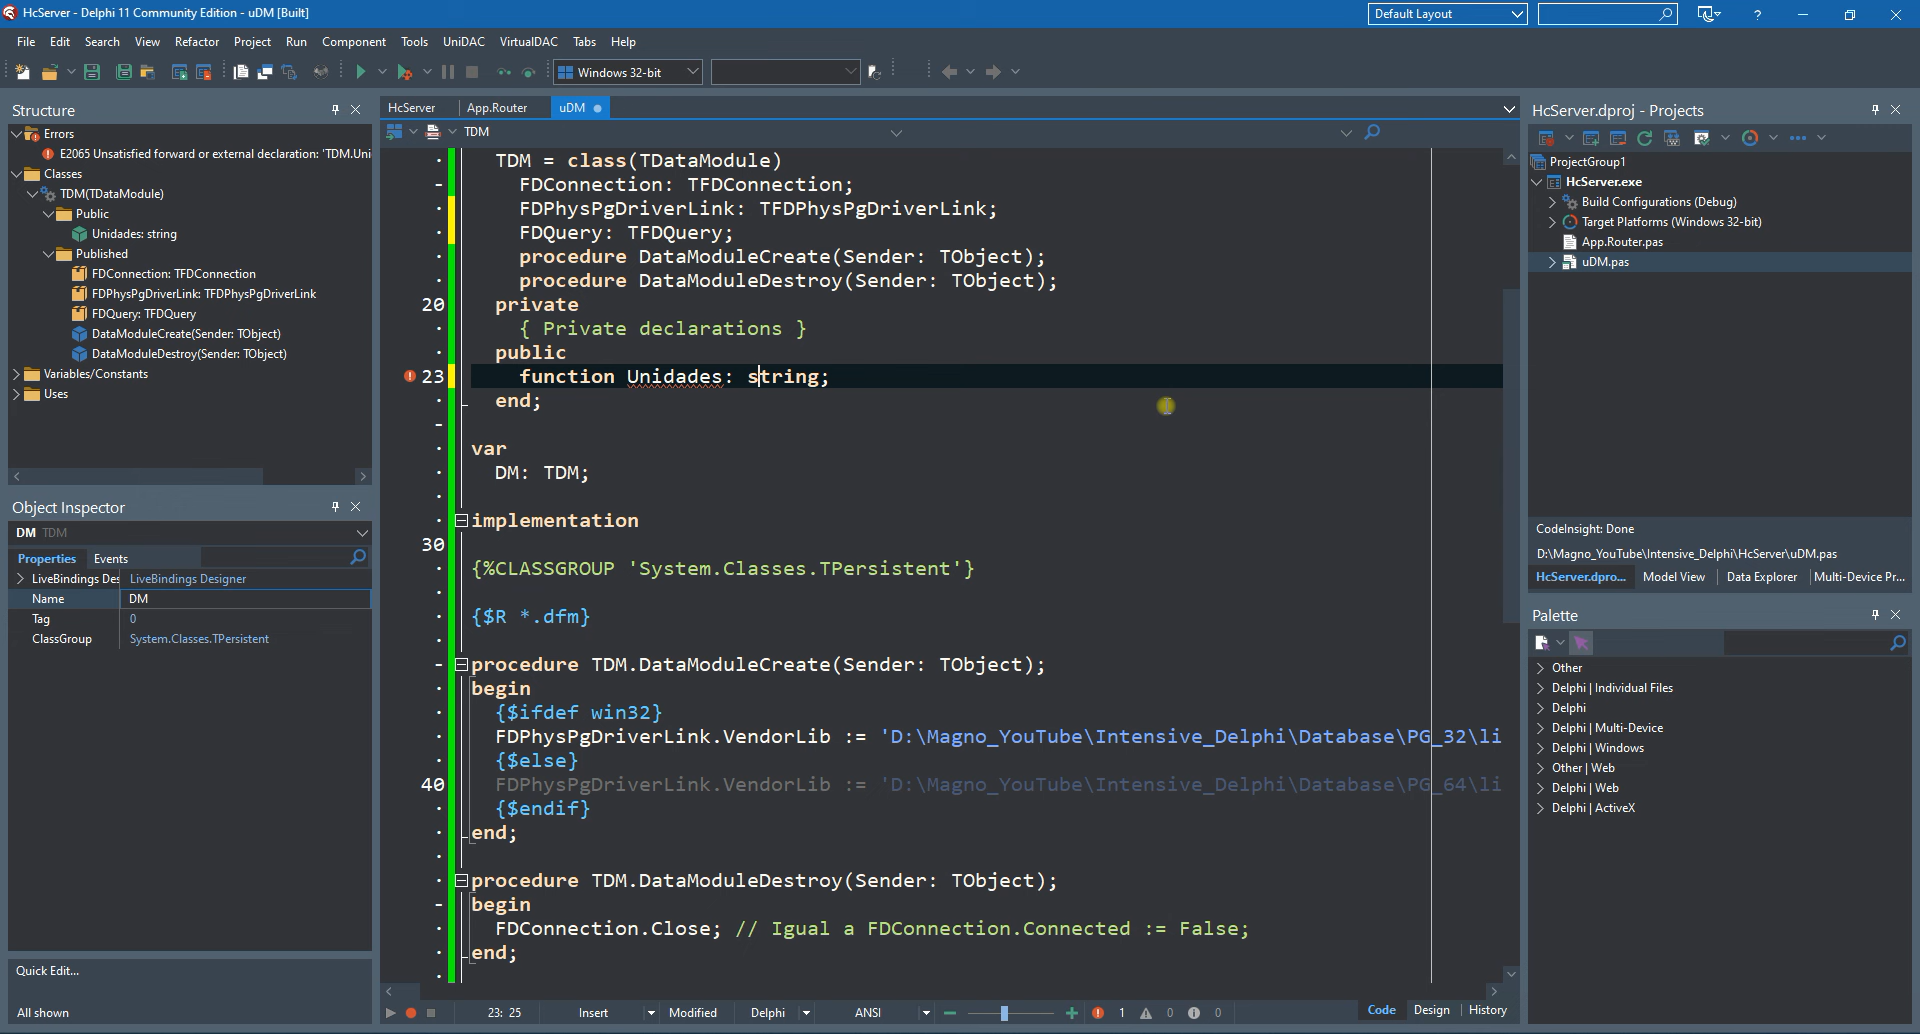 HcServer - Delphi 11 Community Edition - uDM [Built]
Default Layout
?
File Edit Search View Refactor Project Run Component Tools UniDAC VirtualDAC Tabs Help
Windows 32-bit
Structure
Errors
E2065 Unsatisfied forward or external declaration: 'TDM.Uni
Classes
TDM(TDataModule)
Public
Unidades: string
Published
FDConnection: TFDConnection
FDPhysPgDriverLink: TFDPhysPgDriverLink
FDQuery: TFDQuery
DataModuleCreate(Sender: TObject)
DataModuleDestroy(Sender: TObject)
Variables/Constants
Uses
Object Inspector
DM TDM
Properties Events
LiveBindings Des LiveBindings Designer
Name DM
Tag 0
ClassGroup System.Classes.TPersistent
Quick Edit...
All shown
HcServer App.Router uDM
TDM
TDM = class(TDataModule)
FDConnection: TFDConnection;
FDPhysPgDriverLink: TFDPhysPgDriverLink;
FDQuery: TFDQuery;
procedure DataModuleCreate(Sender: TObject);
procedure DataModuleDestroy(Sender: TObject);
20 private
{ Private declarations }
public
23 function Unidades: string;
end;
var
DM: TDM;
implementation
30
{%CLASSGROUP 'System.Classes.TPersistent'}
{$R *.dfm}
procedure TDM.DataModuleCreate(Sender: TObject);
begin
{$ifdef win32}
FDPhysPgDriverLink.VendorLib := 'D:\Magno_YouTube\Intensive_Delphi\Database\PG_32\li
{$else}
40 FDPhysPgDriverLink.VendorLib := 'D:\Magno_YouTube\Intensive_Delphi\Database\PG_64\li
{$endif}
end;
procedure TDM.DataModuleDestroy(Sender: TObject);
begin
FDConnection.Close; // Igual a FDConnection.Connected := False;
end;
23: 25 Insert Modified Delphi ANSI 1 0 0 Code Design History
HcServer.dproj - Projects
ProjectGroup1
HcServer.exe
Build Configurations (Debug)
Target Platforms (Windows 32-bit)
App.Router.pas
uDM.pas
CodeInsight: Done
D:\Magno_YouTube\Intensive_Delphi\HcServer\uDM.pas
HcServer.dpro... Model View Data Explorer Multi-Device Pr...
Palette
Other
Delphi | Individual Files
Delphi
Delphi | Multi-Device
Delphi | Windows
Other | Web
Delphi | Web
Delphi | ActiveX